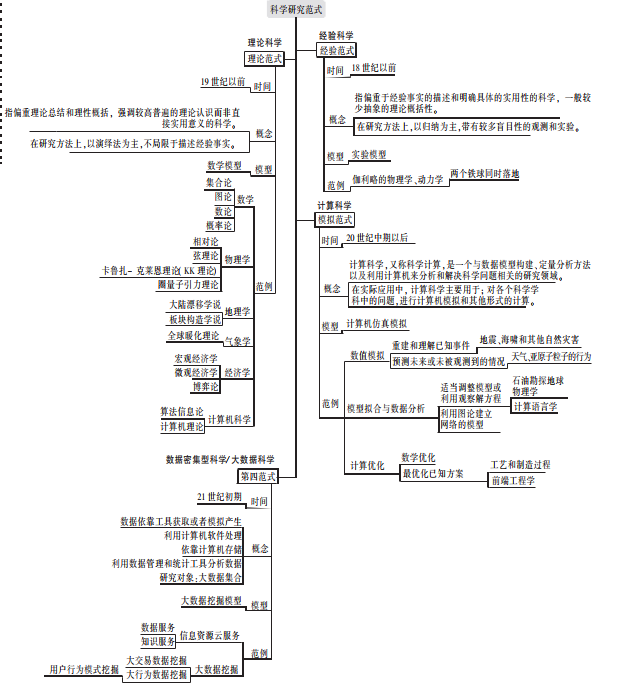 科学研究范式
经验科学
经验范式
时间
18世纪以前
概念
指偏重于经验事实的描述和明确具体的实用性的科学，一般较
少抽象的理论概括性。
在研究方法上,以归纳为主,带有较多盲目性的观测和实验。
模型
实验模型
范例
伽利略的物理学、动力学
两个铁球同时落地
计算科学
模拟范式
时间
20世纪中期以后
概念
计算科学，又称科学计算，是一个与数据模型构建、定量分析方法
以及利用计算机来分析和解决科学问题相关的研究领域。
在实际应用中，计算科学主要用于：对各个科学学
科中的问题，进行计算机模拟和其他形式的计算。
模型
计算机仿真模拟
范例
数值模拟
重建和理解已知事件
地震、海啸和其他自然灾害
预测未来或未被观测到的情况
天气、亚原子粒子的行为
模型拟合与数据分析
适当调整模型或
利用观察解方程
石油勘探地球
物理学
计算语言学
利用图论建立
网络的模型
计算优化
数学优化
最优化已知方案
工艺和制造过程
前端工程学
理论科学
理论范式
时间
19世纪以前
概念
指偏重理论总结和理性概括，强调较高普遍的理论认识而非直
接实用意义的科学。
在研究方法上,以演绎法为主,不局限于描述经验事实。
模型
数学模型
范例
数学
集合论
图论
数论
概率论
物理学
相对论
弦理论
卡鲁扎－克莱恩理论(KK理论)
圈量子引力理论
地理学
大陆漂移学说
板块构造学说
气象学
全球暖化理论
经济学
宏观经济学
微观经济学
博弈论
计算机科学
算法信息论
计算机理论
数据密集型科学/大数据科学
第四范式
时间
21世纪初期
概念
数据依靠工具获取或者模拟产生
利用计算机软件处理
依靠计算机存储
利用数据管理和统计工具分析数据
研究对象：大数据集合
模型
大数据挖掘模型
范例
信息资源云服务
数据服务
知识服务
大数据挖掘
大交易数据挖掘
大行为数据挖掘
用户行为模式挖掘